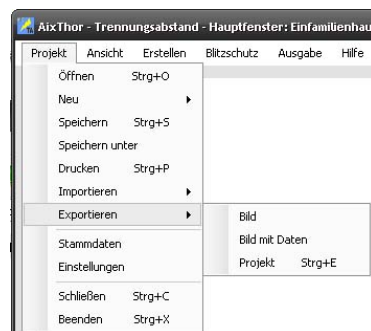 AixThor - Trennungsabstand - Hauptfenster: Einfamilienhau
Projekt Ansicht Erstellen Blitzschutz Ausgabe Hilfe
Öffnen Strg+O
Neu
Speichern Strg+S
Speichern unter
Drucken Strg+P
Importieren
Exportieren
Bild
Bild mit Daten
Projekt Strg+E
Stammdaten
Einstellungen
Schließen Strg+C
Beenden Strg+X